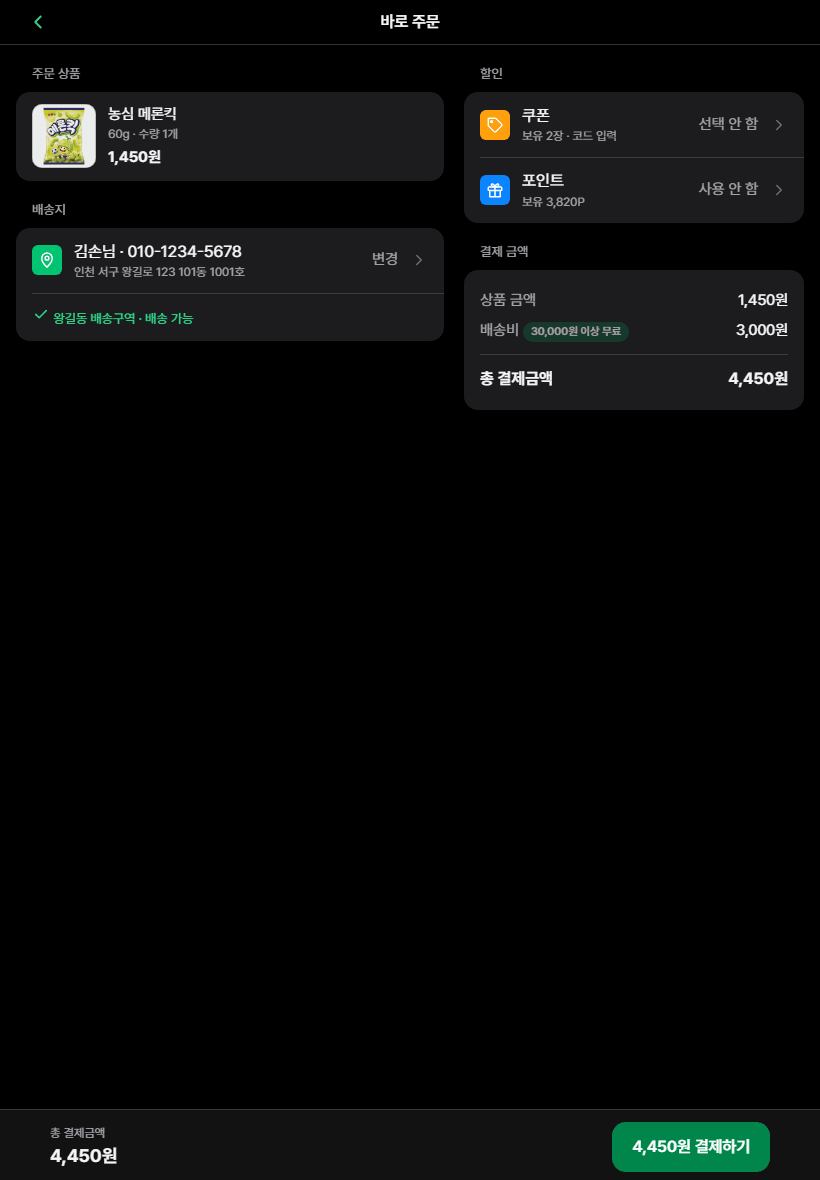 바로 주문
주문 상품
메론킥
농심 메론킥
60g · 수량 1개
1,450원
배송지
김손님 · 010-1234-5678
인천 서구 왕길로 123 101동 1001호
변경
왕길동 배송구역 · 배송 가능
할인
쿠폰
보유 2장 · 코드 입력
선택 안 함
포인트
보유 3,820P
사용 안 함
결제 금액
상품 금액
1,450원
배송비 30,000원 이상 무료
3,000원
총 결제금액
4,450원
총 결제금액
4,450원
4,450원 결제하기